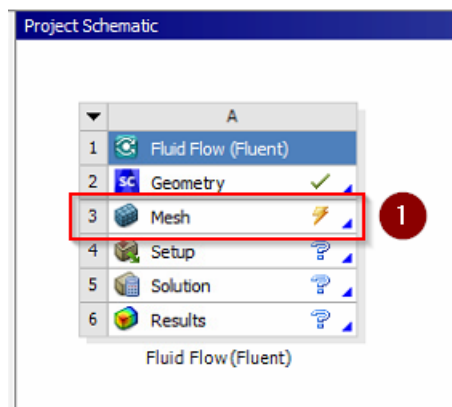 Project Schematic
A
1 Fluid Flow (Fluent)
2 SC Geometry
3 Mesh 1
4 Setup ?
5 Solution ?
6 Results ?
Fluid Flow (Fluent)